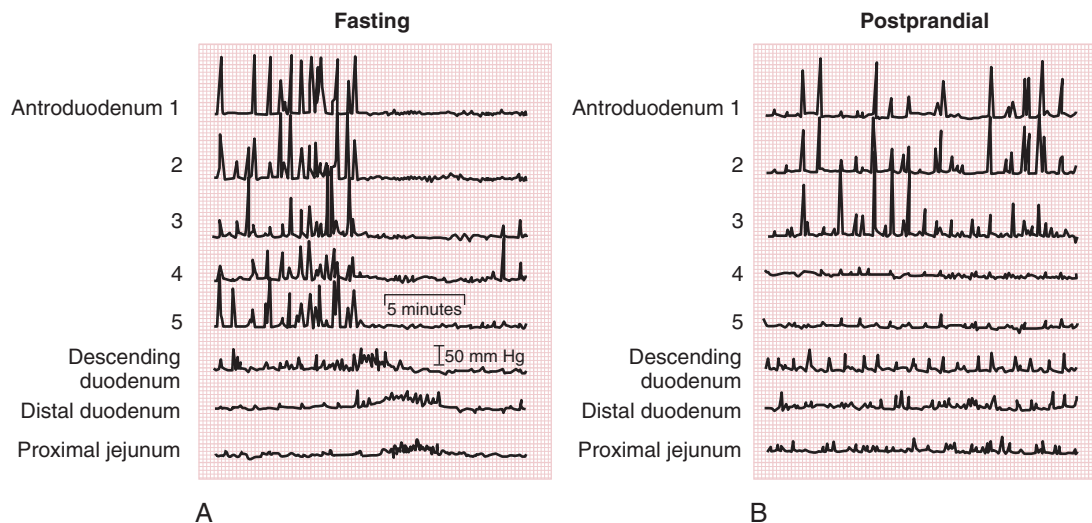 Fasting
Antroduodenum 1
2
3
4
5
5 minutes
50 mm Hg
Descending
duodenum
Distal duodenum
Proximal jejunum
A
Postprandial
Antroduodenum 1
2
3
4
5
Descending
duodenum
Distal duodenum
Proximal jejunum
B